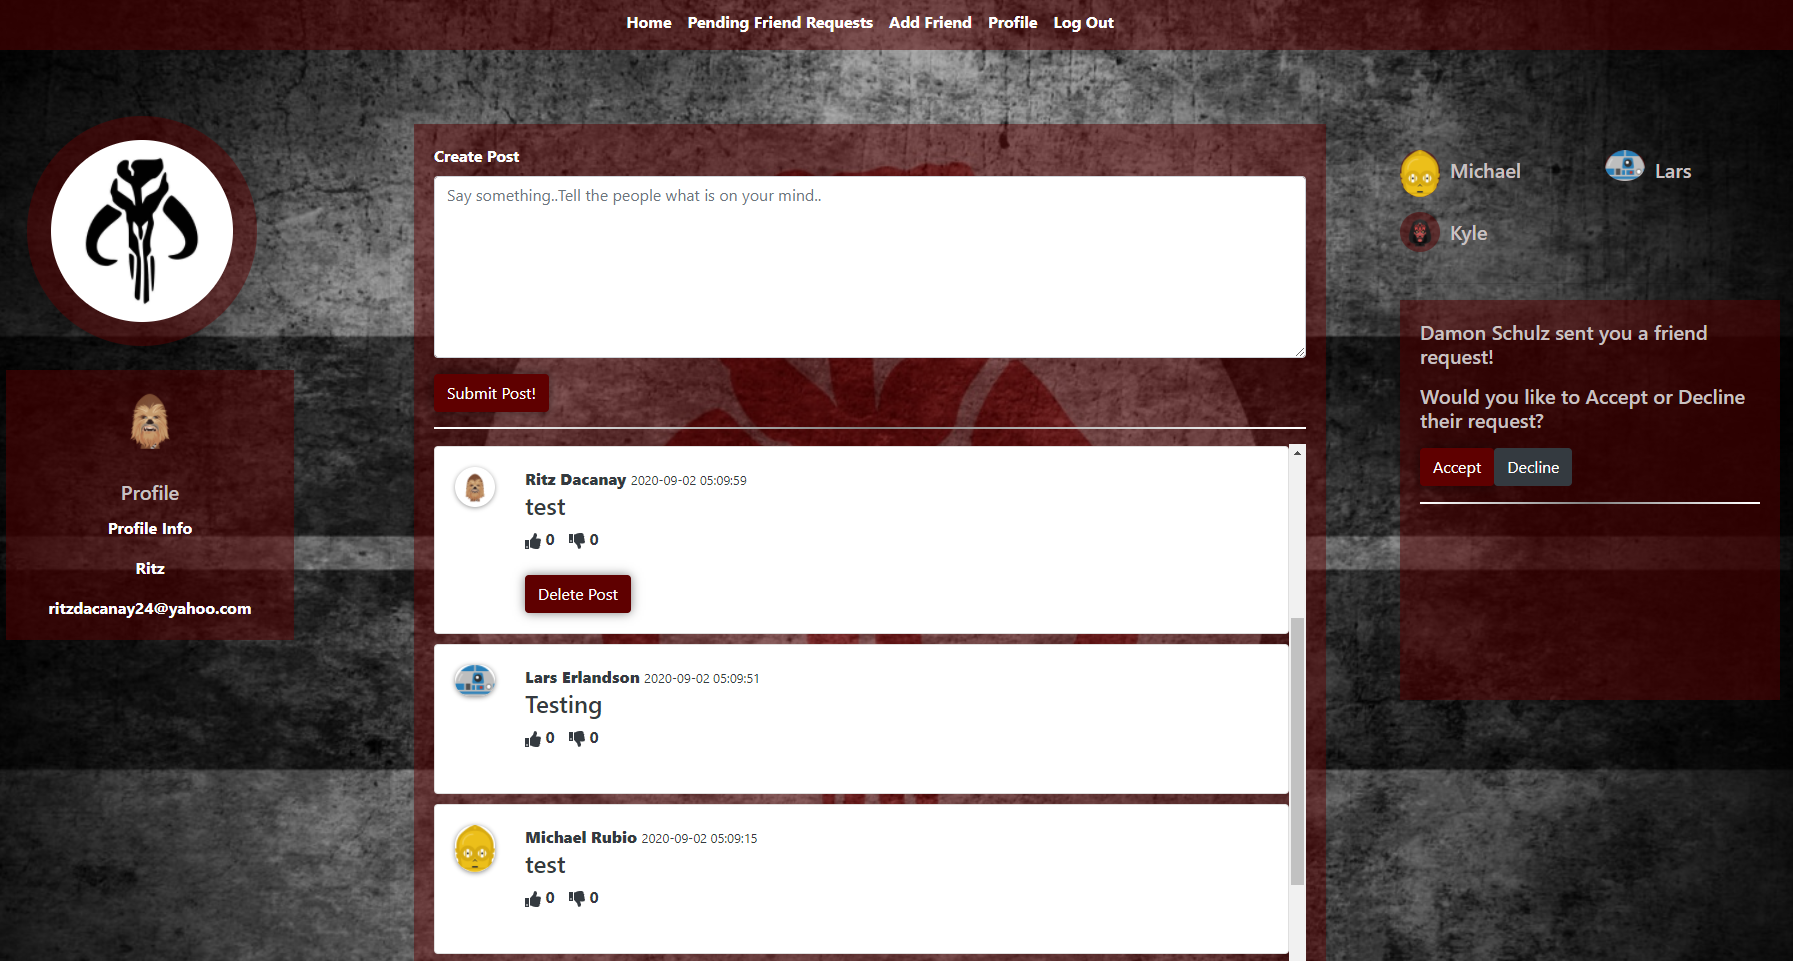 Home Pending Friend Requests Add Friend Profile Log Out
Profile
Profile Info
Ritz
ritzdacanay24@yahoo.com
Create Post
Say something..Tell the people what is on your mind..
Submit Post!
Ritz Dacanay 2020-09-02 05:09:59
test
0 0
Delete Post
Lars Erlandson 2020-09-02 05:09:51
Testing
0 0
Michael Rubio 2020-09-02 05:09:15
test
0 0
Michael Lars
Kyle
Damon Schulz sent you a friend
request!
Would you like to Accept or Decline
their request?
Accept Decline